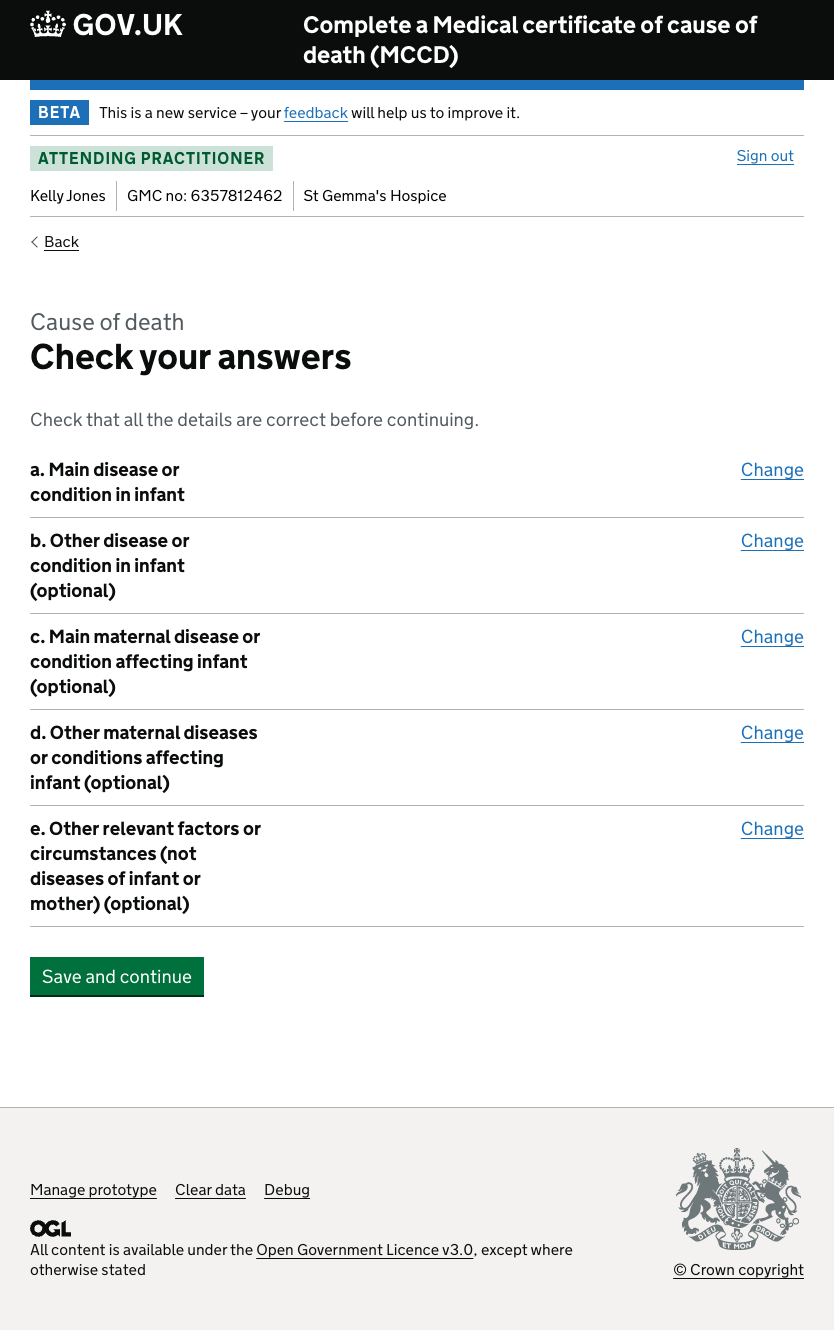 GOV.UK
Complete a Medical certificate of cause of
death (MCCD)
BETA This is a new service – your feedback will help us to improve it.
ATTENDING PRACTITIONER
Sign out
Kelly Jones GMC no: 6357812462 St Gemma's Hospice
Back
Cause of death
Check your answers
Check that all the details are correct before continuing.
a. Main disease or
condition in infant
Change
b. Other disease or
condition in infant
(optional)
Change
c. Main maternal disease or
condition affecting infant
(optional)
Change
d. Other maternal diseases
or conditions affecting
infant (optional)
Change
e. Other relevant factors or
circumstances (not
diseases of infant or
mother) (optional)
Change
Save and continue
Manage prototype Clear data Debug
OGL
All content is available under the Open Government Licence v3.0, except where
otherwise stated
DIEU ET MON DROIT
© Crown copyright